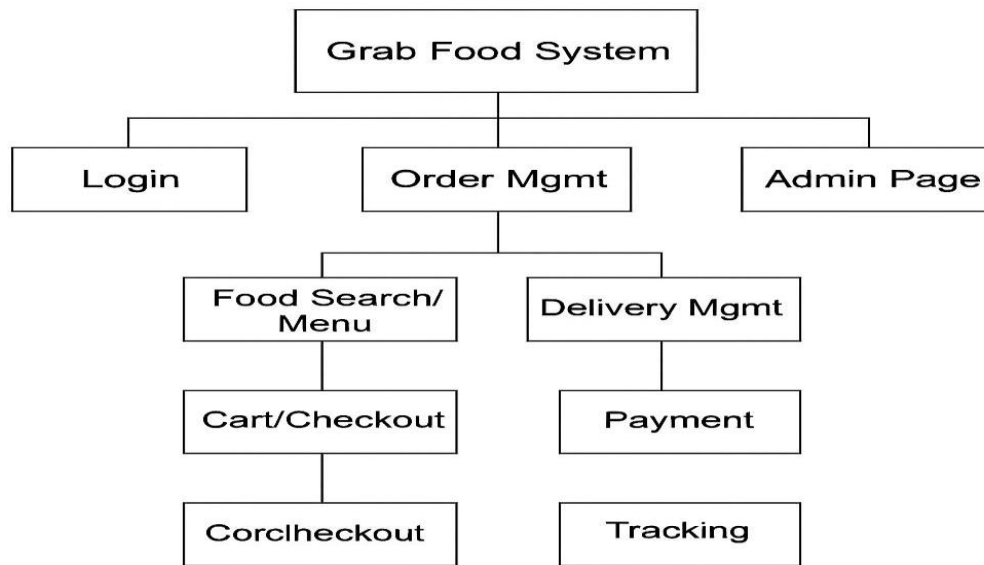 Grab Food System
Login
Order Mgmt
Admin Page
Food Search/
Menu
Delivery Mgmt
Cart/Checkout
Payment
Corclheckout
Tracking